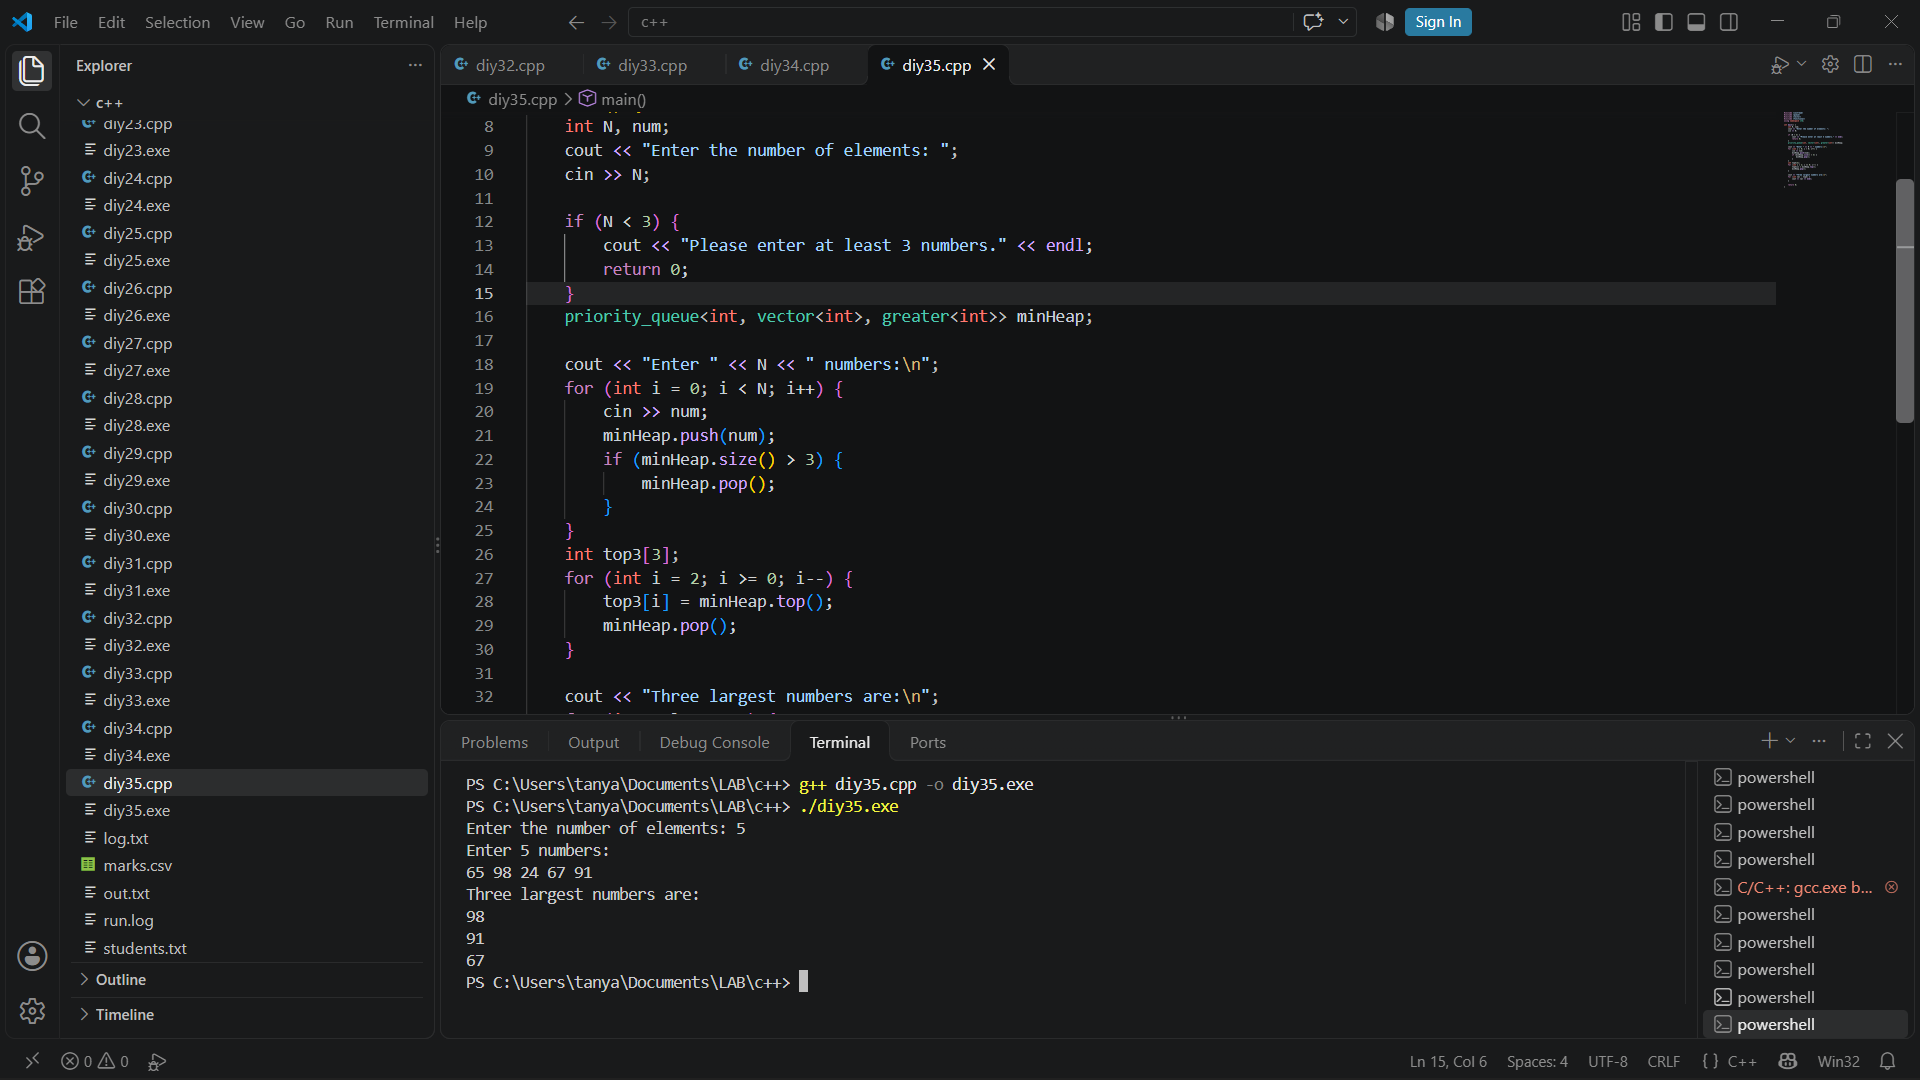 File Edit Selection View Go Run Terminal Help
c++
Sign In
Explorer
c++
diy23.cpp
diy23.exe
diy24.cpp
diy24.exe
diy25.cpp
diy25.exe
diy26.cpp
diy26.exe
diy27.cpp
diy27.exe
diy28.cpp
diy28.exe
diy29.cpp
diy29.exe
diy30.cpp
diy30.exe
diy31.cpp
diy31.exe
diy32.cpp
diy32.exe
diy33.cpp
diy33.exe
diy34.cpp
diy34.exe
diy35.cpp
diy35.exe
log.txt
marks.csv
out.txt
run.log
students.txt
Outline
Timeline
diy32.cpp diy33.cpp diy34.cpp diy35.cpp
diy35.cpp > main()
8 int N, num;
9 cout << "Enter the number of elements: ";
10 cin >> N;
11
12 if (N < 3) {
13 cout << "Please enter at least 3 numbers." << endl;
14 return 0;
15 }
16 priority_queue<int, vector<int>, greater<int>> minHeap;
17
18 cout << "Enter " << N << " numbers:\n";
19 for (int i = 0; i < N; i++) {
20 cin >> num;
21 minHeap.push(num);
22 if (minHeap.size() > 3) {
23 minHeap.pop();
24 }
25 }
26 int top3[3];
27 for (int i = 2; i >= 0; i--) {
28 top3[i] = minHeap.top();
29 minHeap.pop();
30 }
31
32 cout << "Three largest numbers are:\n";
Problems Output Debug Console Terminal Ports
PS C:\Users\tanya\Documents\LAB\c++> g++ diy35.cpp -o diy35.exe
PS C:\Users\tanya\Documents\LAB\c++> ./diy35.exe
Enter the number of elements: 5
Enter 5 numbers:
65 98 24 67 91
Three largest numbers are:
98
91
67
PS C:\Users\tanya\Documents\LAB\c++>
powershell
powershell
powershell
powershell
C/C++: gcc.exe b...
powershell
powershell
powershell
powershell
powershell
0 0
Ln 15, Col 6 Spaces: 4 UTF-8 CRLF {} C++ Win32